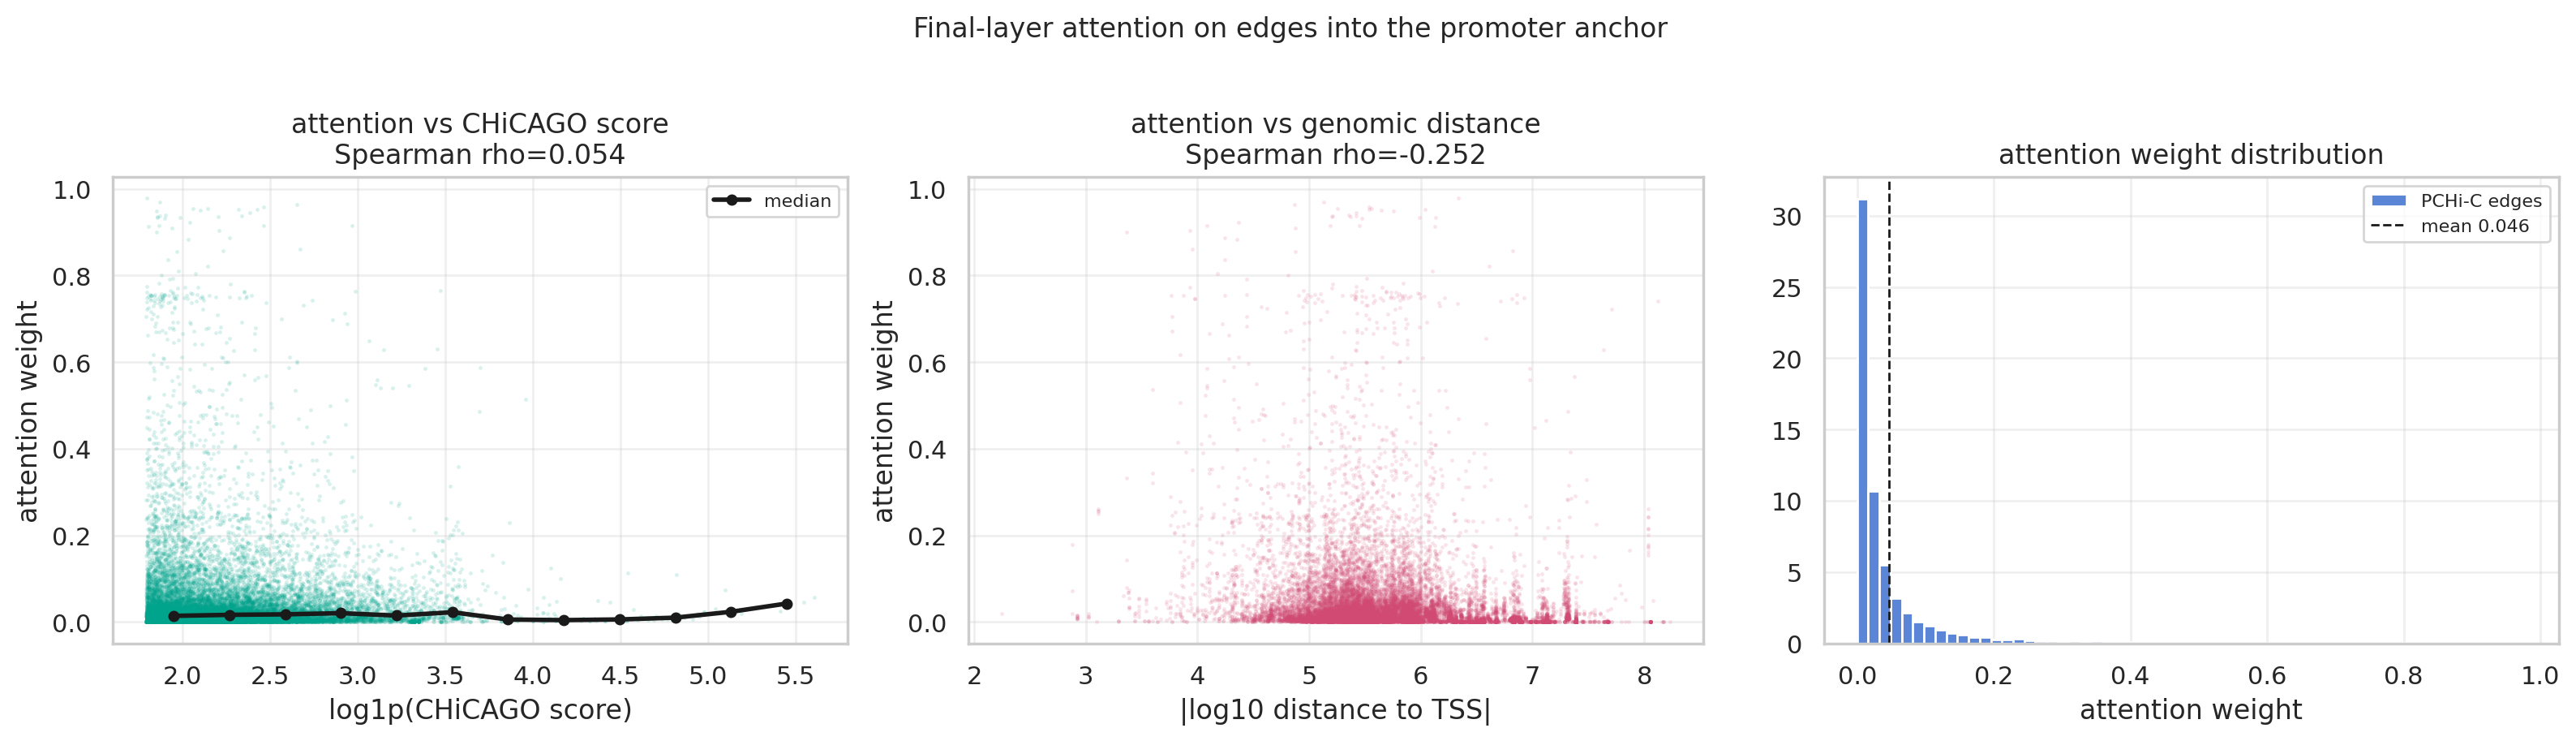 Final-layer attention on edges into the promoter anchor
attention vs CHiCAGO score
Spearman rho=0.054
attention weight
1.0
0.8
0.6
0.4
0.2
0.0
median
2.0 2.5 3.0 3.5 4.0 4.5 5.0 5.5
log1p(CHiCAGO score)
attention vs genomic distance
Spearman rho=-0.252
attention weight
1.0
0.8
0.6
0.4
0.2
0.0
2 3 4 5 6 7 8
|log10 distance to TSS|
attention weight distribution
30
25
20
15
10
5
0
PCHi-C edges
mean 0.046
0.0 0.2 0.4 0.6 0.8 1.0
attention weight